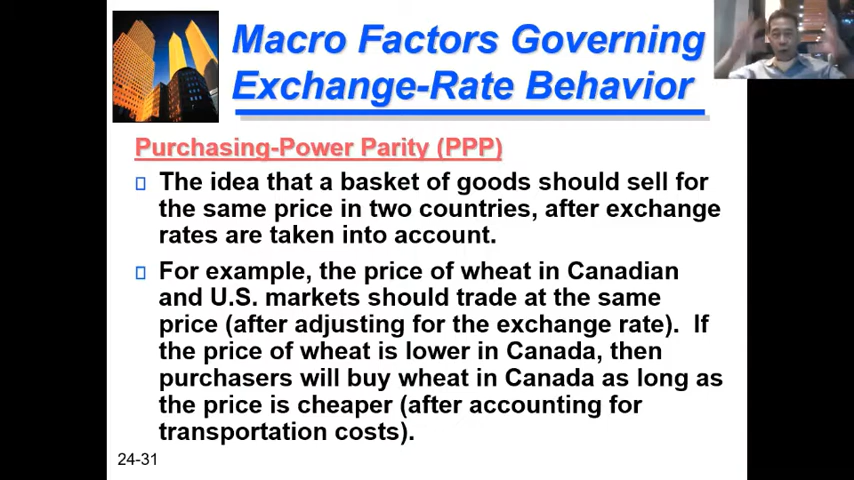 Macro Factors Governing
Exchange-Rate Behavior
Purchasing-Power Parity (PPP)
The idea that a basket of goods should sell for
the same price in two countries, after exchange
rates are taken into account.
For example, the price of wheat in Canadian
and U.S. markets should trade at the same
price (after adjusting for the exchange rate). If
the price of wheat is lower in Canada, then
purchasers will buy wheat in Canada as long as
the price is cheaper (after accounting for
transportation costs).
24-31